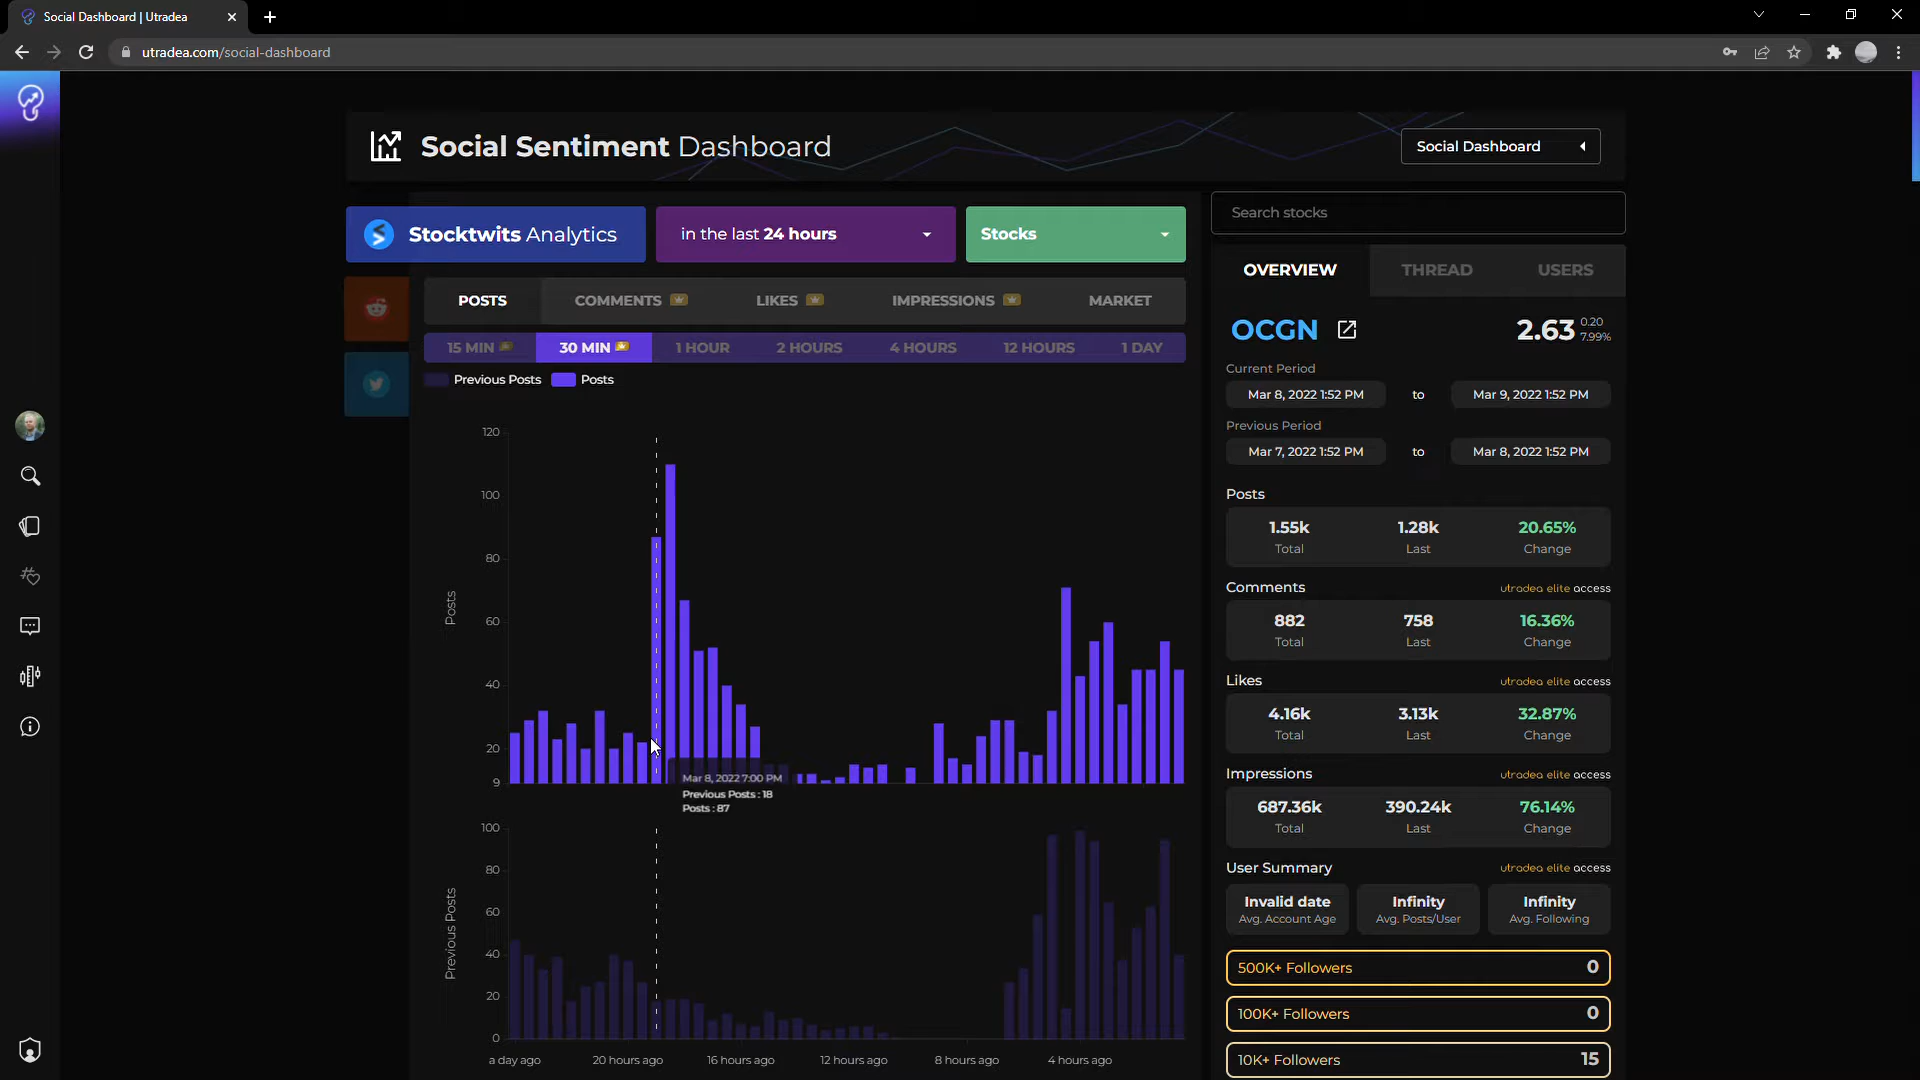 Social Dashboard | Utradea
utradea.com/social-dashboard
Social Sentiment Dashboard
Social Dashboard
Stocktwits Analytics
in the last 24 hours
Stocks
POSTS
COMMENTS
LIKES
IMPRESSIONS
MARKET
15 MIN
30 MIN
1 HOUR
2 HOURS
4 HOURS
12 HOURS
1 DAY
Previous Posts
Posts
120
100
80
60
40
20
9
Posts
Mar 8, 2022 7:00 PM
Previous Posts : 18
Posts : 87
100
80
60
40
20
0
Previous Posts
a day ago
20 hours ago
16 hours ago
12 hours ago
8 hours ago
4 hours ago
Search stocks
OVERVIEW
THREAD
USERS
OCGN
2.63
0.20
7.99%
Current Period
Mar 8, 2022 1:52 PM to Mar 9, 2022 1:52 PM
Previous Period
Mar 7, 2022 1:52 PM to Mar 8, 2022 1:52 PM
Posts
1.55k 1.28k 20.65%
Total Last Change
Comments utradea elite access
882 758 16.36%
Total Last Change
Likes utradea elite access
4.16k 3.13k 32.87%
Total Last Change
Impressions utradea elite access
687.36k 390.24k 76.14%
Total Last Change
User Summary utradea elite access
Invalid date Infinity Infinity
Avg. Account Age Avg. Posts/User Avg. Following
500K+ Followers 0
100K+ Followers 0
10K+ Followers 15